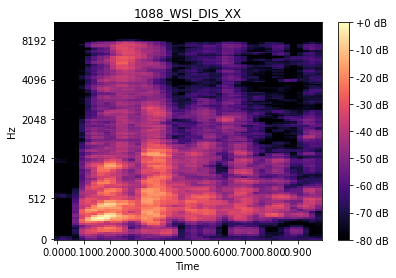 1088_WSI_DIS_XX
+0 dB
8192
-10 dB
4096
-20 dB
-30 dB
2048
Hz
-40 dB
1024
-50 dB
512
-60 dB
-70 dB
0
-80 dB
0.0000.1000.2000.3000.4000.5000.6000.7000.8000.900
Time